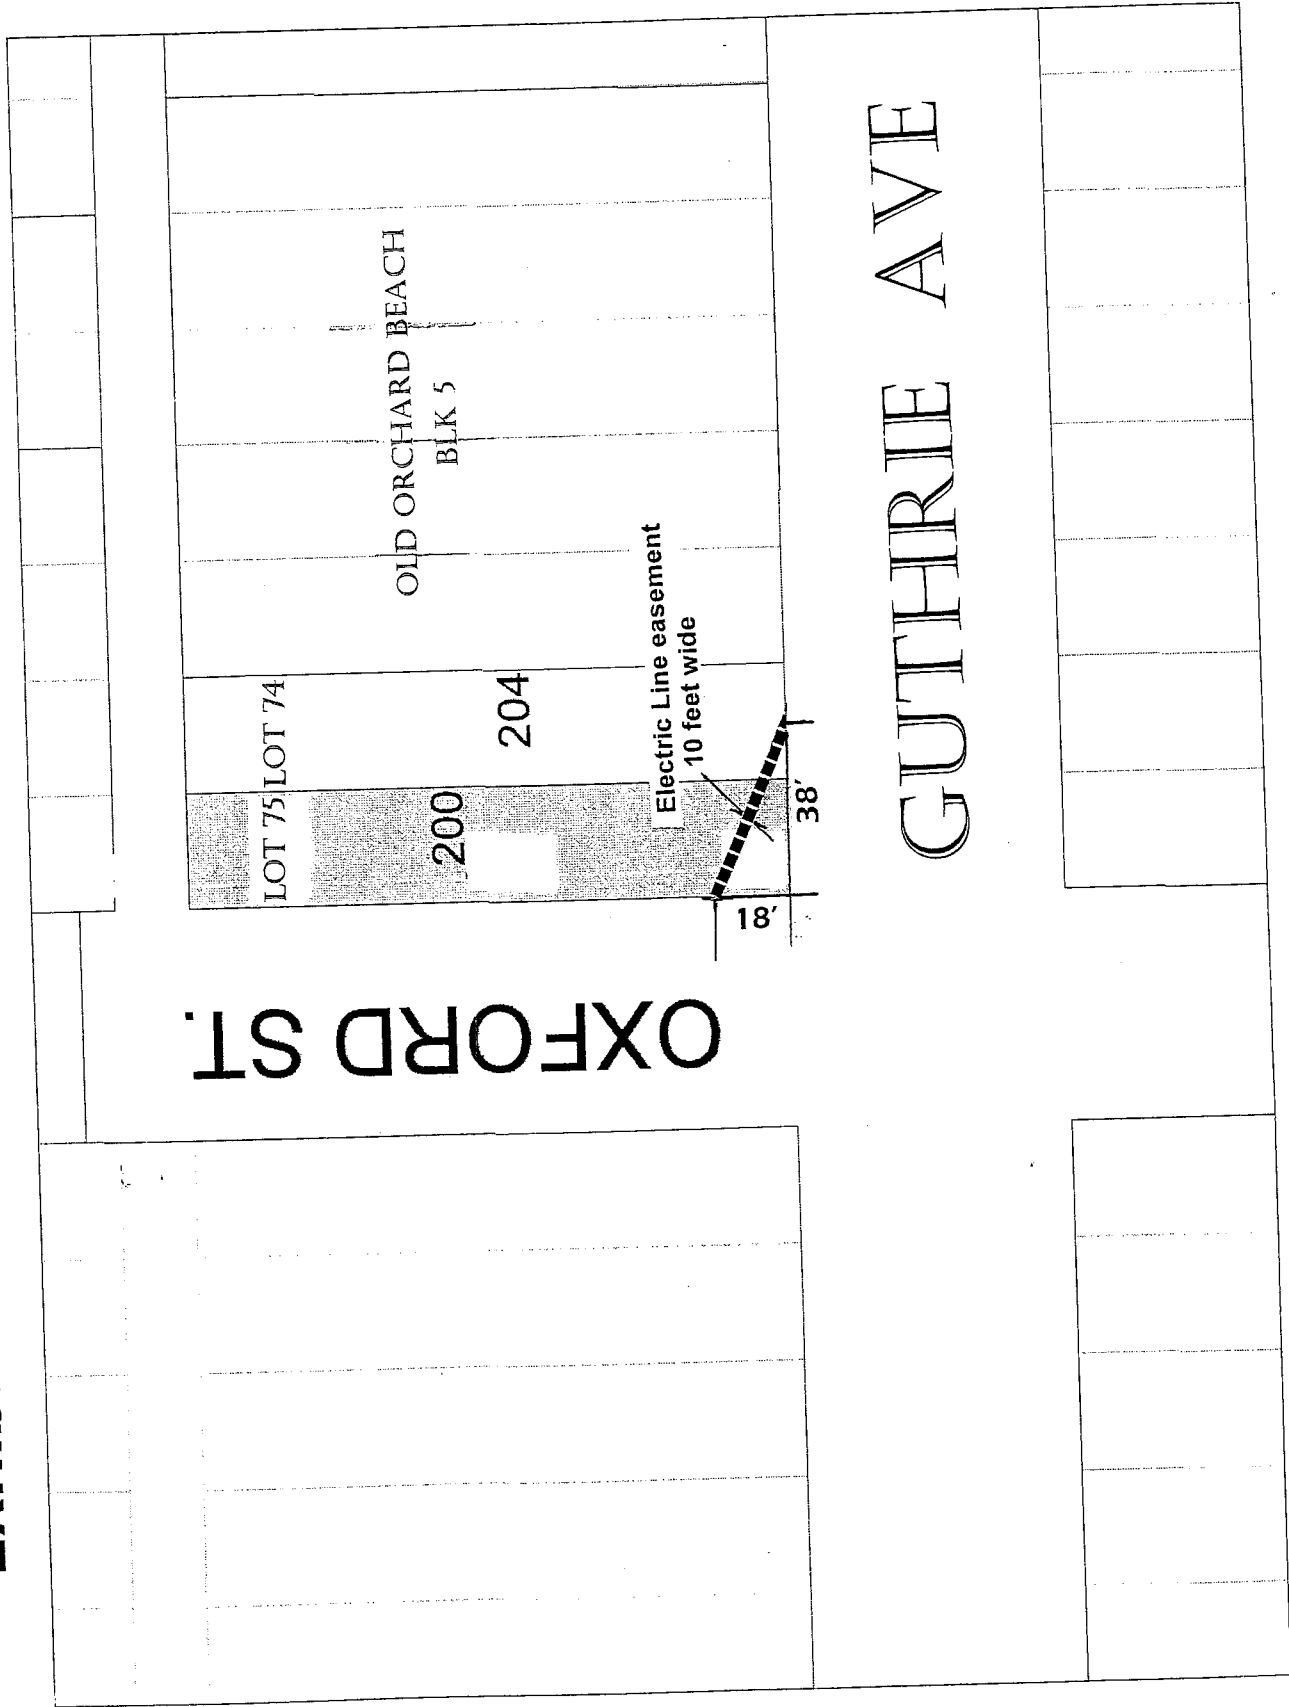 OLD ORCHARD BEACH
BLK 5
LOT 75
LOT 74
200
204
Electric Line easement
10 feet wide
18'
38'
OXFORD ST.
GUTHRIE AVE